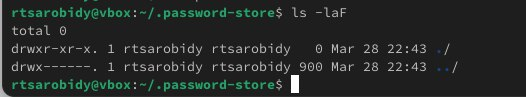 rtsarobidy@vbox:~/.password-store$ ls -laF
total 0
drwxr-xr-x. 1 rtsarobidy rtsarobidy   0 Mar 28 22:43 ./
drwx------. 1 rtsarobidy rtsarobidy 900 Mar 28 22:43 ../
rtsarobidy@vbox:~/.password-store$